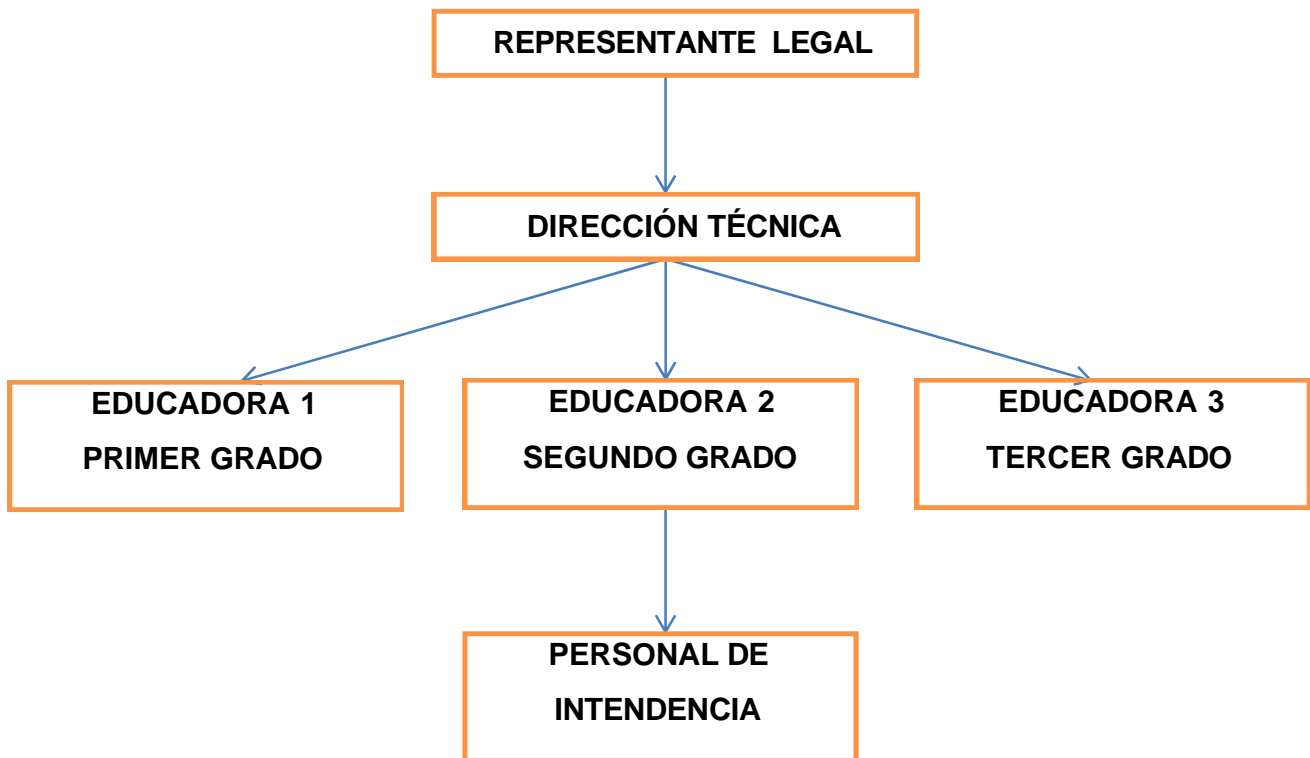 REPRESENTANTE LEGAL
DIRECCIÓN TÉCNICA
EDUCADORA 1
PRIMER GRADO
EDUCADORA 2
SEGUNDO GRADO
EDUCADORA 3
TERCER GRADO
PERSONAL DE
INTENDENCIA